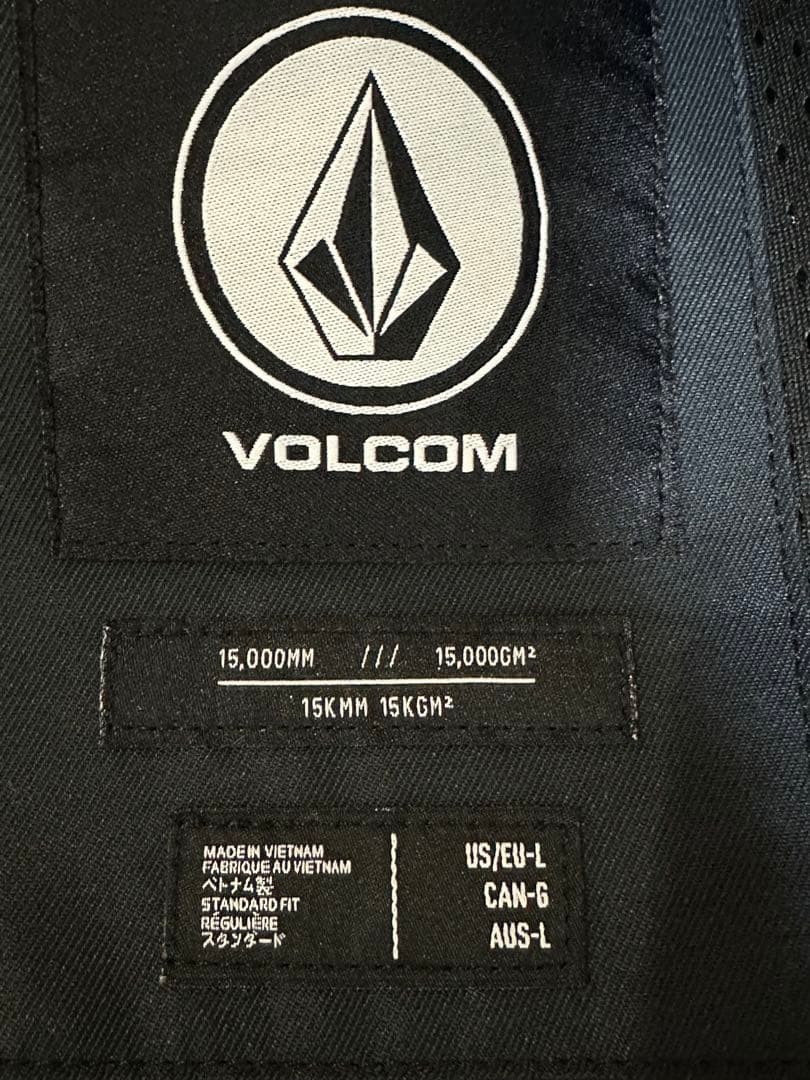 VOLCOM
15,000MM /// 15,000GM²
15KMM 15KGM²
MADE IN VIETNAM
FABRIQUE AU VIETNAM
ベトナム製
STANDARD FIT
RÉGULIÈRE
スタンダード
US/EU-L
CAN-G
AUS-L